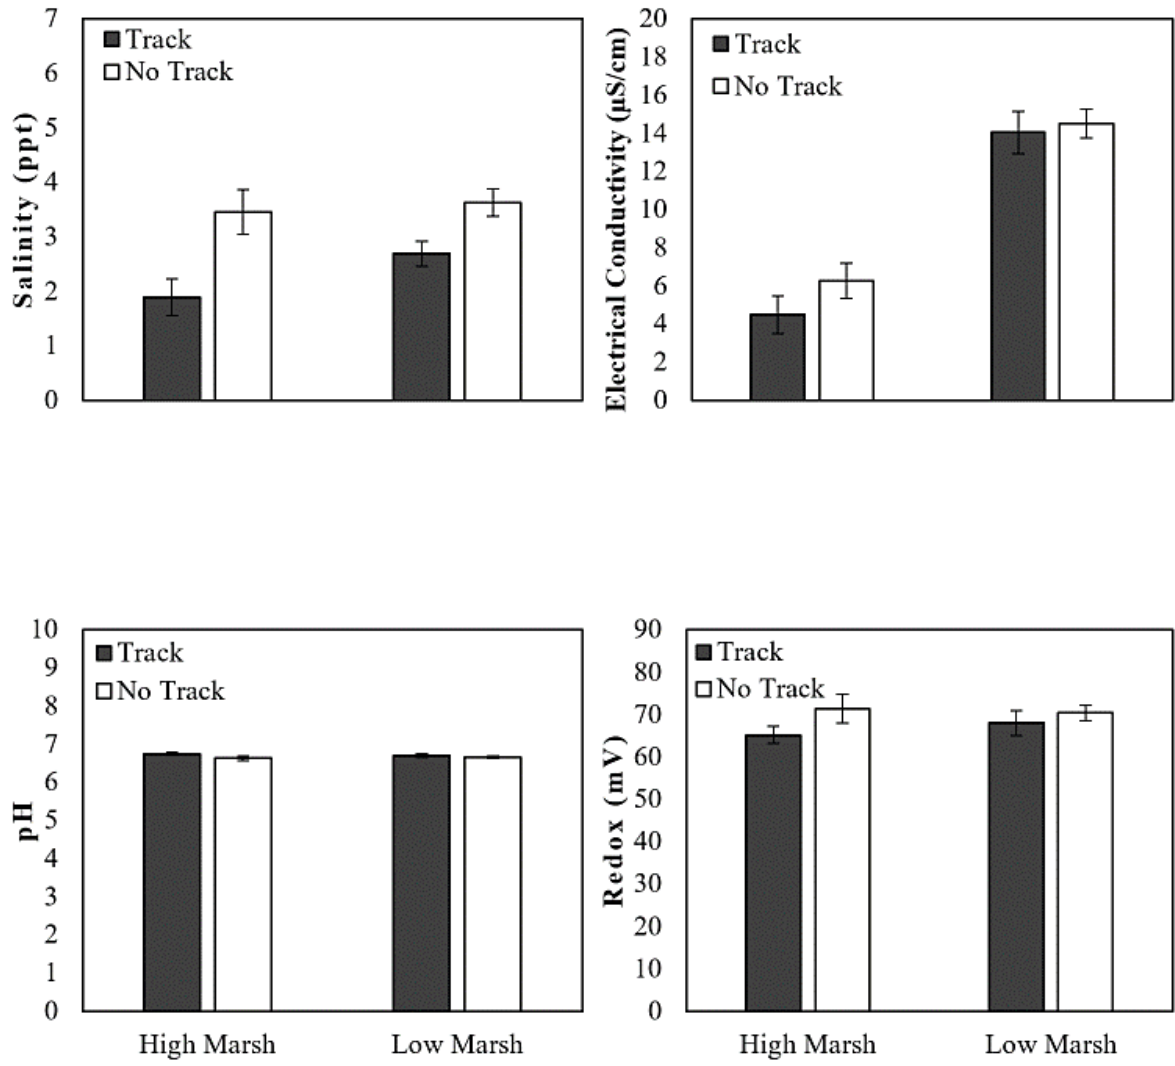 Salinity (ppt)
7
6
5
4
3
2
1
0
Track
No Track
Electrical Conductivity (µS/cm)
20
18
16
14
12
10
8
6
4
2
0
Track
No Track
pH
10
9
8
7
6
5
4
3
2
1
0
Track
No Track
High Marsh
Low Marsh
Redox (mV)
90
80
70
60
50
40
30
20
10
0
Track
No Track
High Marsh
Low Marsh